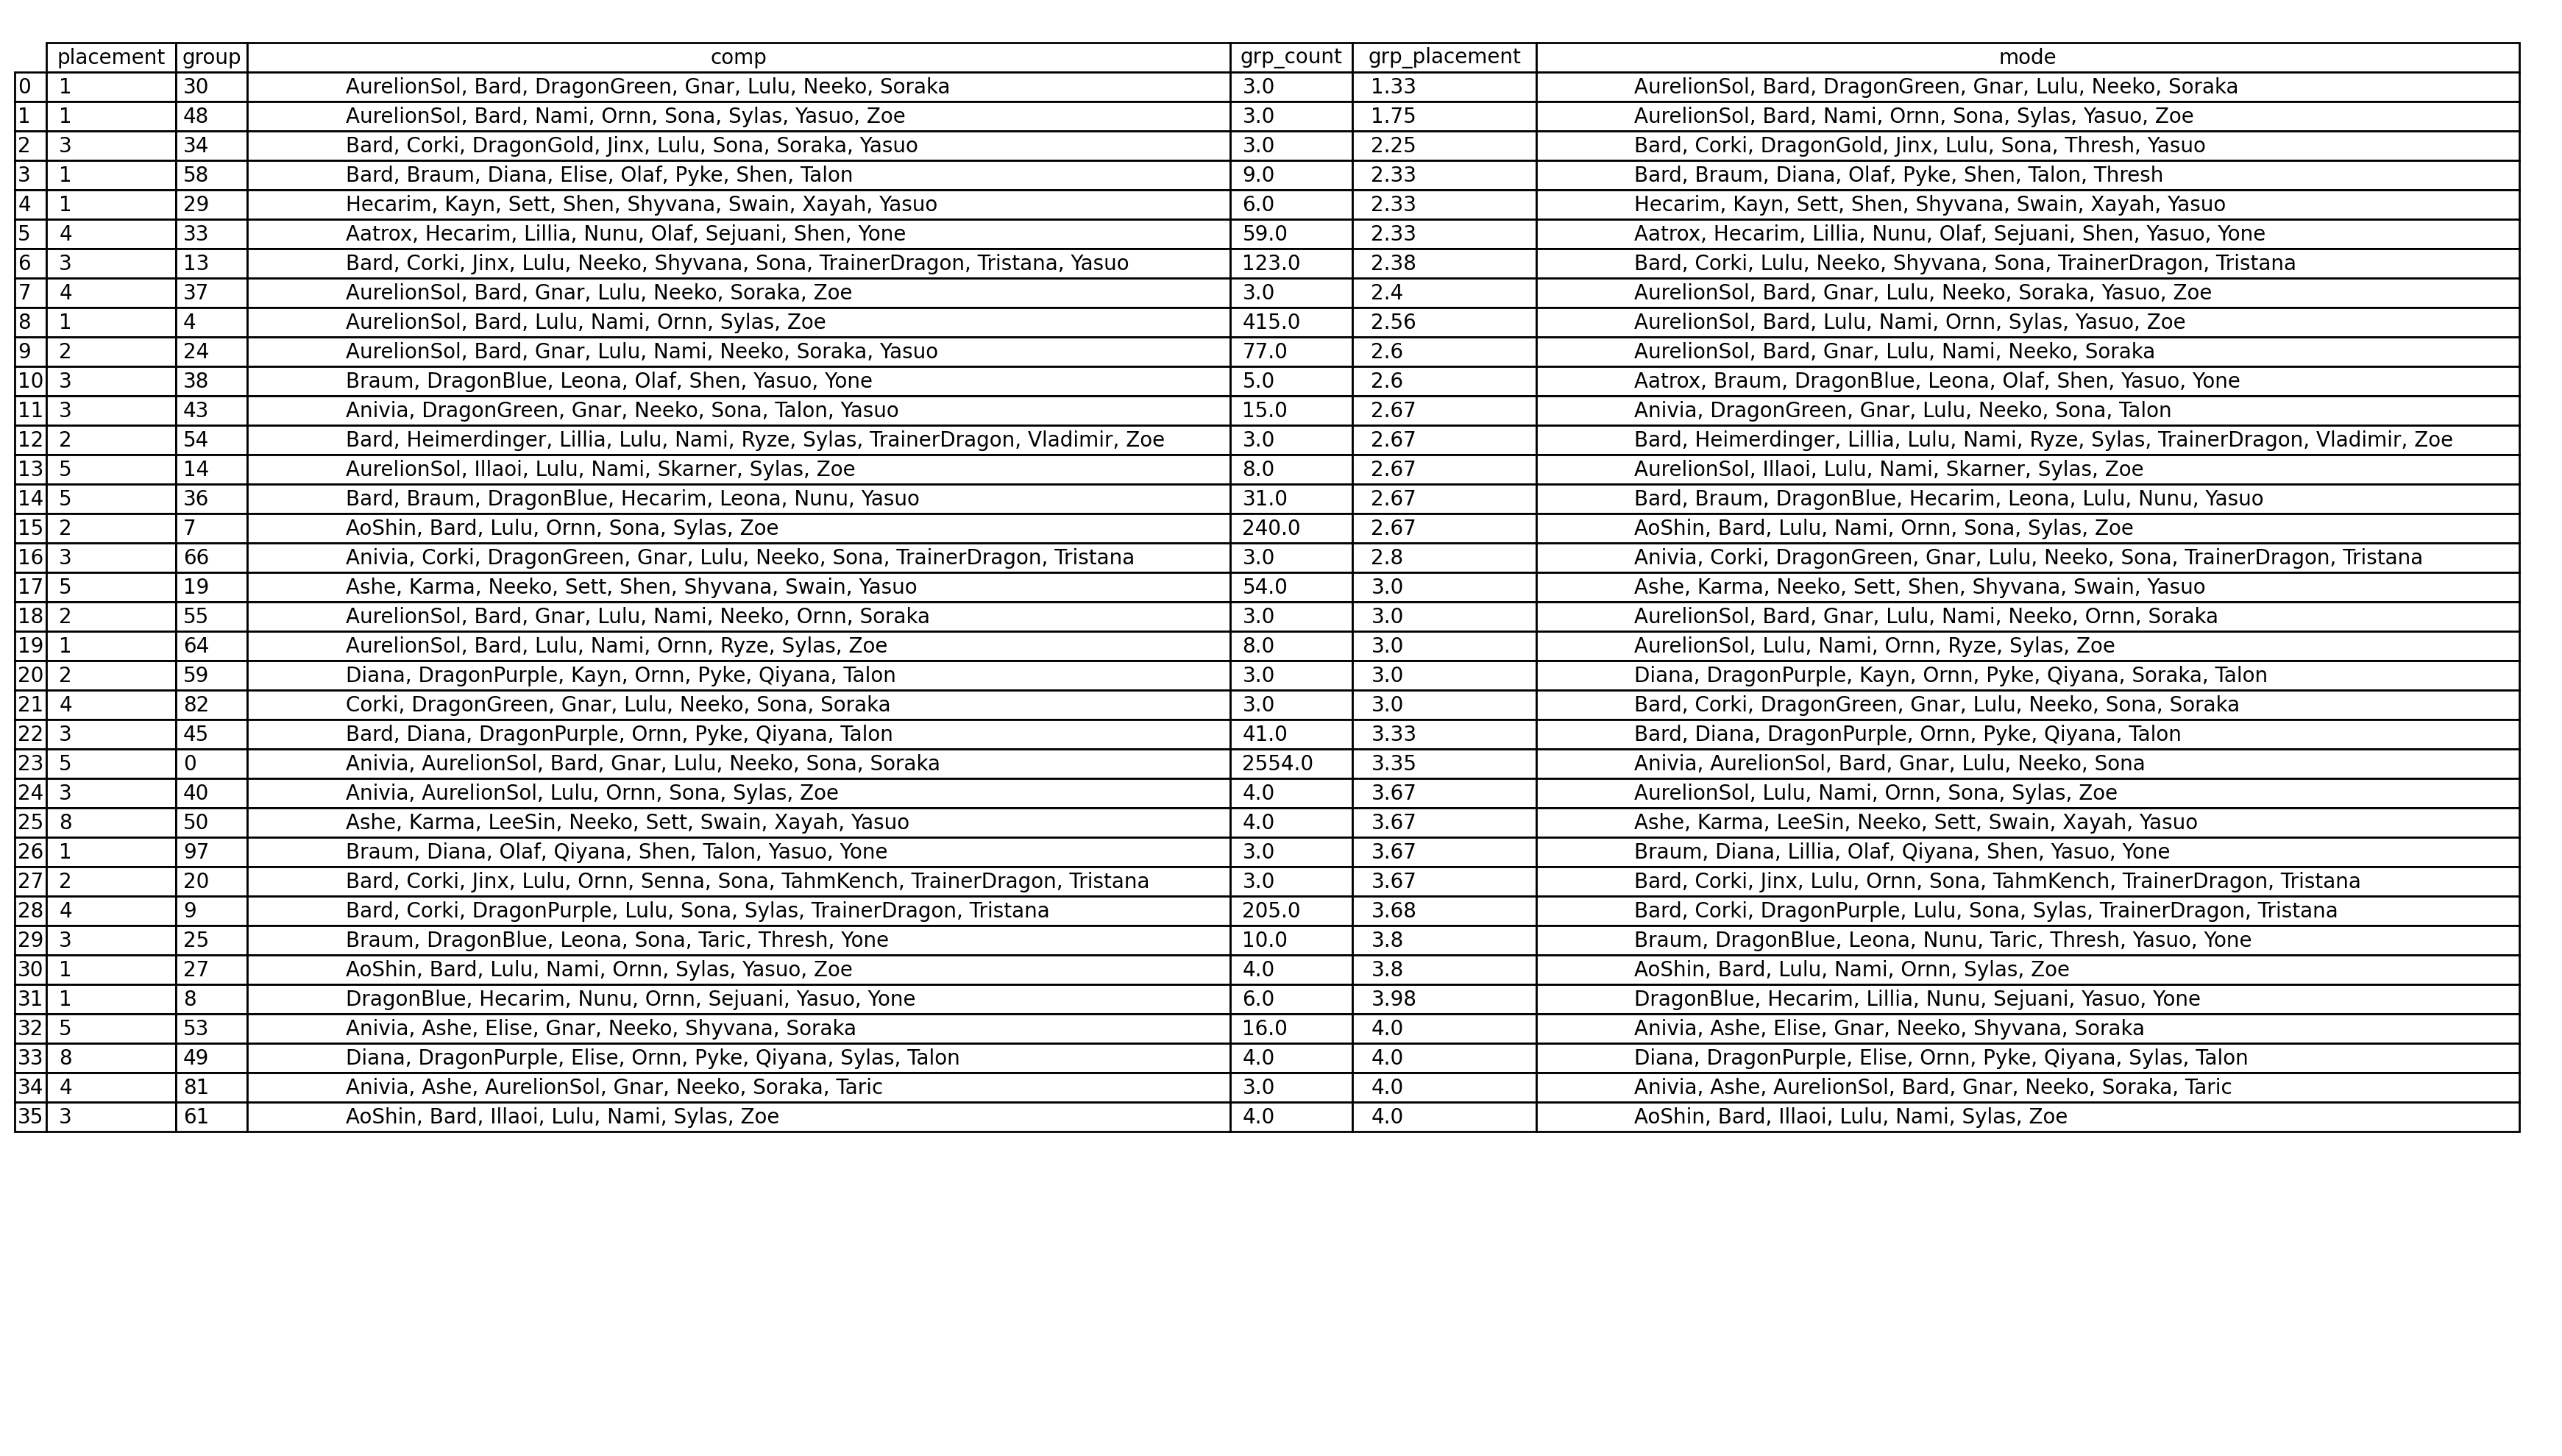 placement group comp grp_count grp_placement mode
0 1 30 AurelionSol, Bard, DragonGreen, Gnar, Lulu, Neeko, Soraka 3.0 1.33 AurelionSol, Bard, DragonGreen, Gnar, Lulu, Neeko, Soraka
1 1 48 AurelionSol, Bard, Nami, Ornn, Sona, Sylas, Yasuo, Zoe 3.0 1.75 AurelionSol, Bard, Nami, Ornn, Sona, Sylas, Yasuo, Zoe
2 3 34 Bard, Corki, DragonGold, Jinx, Lulu, Sona, Soraka, Yasuo 3.0 2.25 Bard, Corki, DragonGold, Jinx, Lulu, Sona, Thresh, Yasuo
3 1 58 Bard, Braum, Diana, Elise, Olaf, Pyke, Shen, Talon 9.0 2.33 Bard, Braum, Diana, Olaf, Pyke, Shen, Talon, Thresh
4 1 29 Hecarim, Kayn, Sett, Shen, Shyvana, Swain, Xayah, Yasuo 6.0 2.33 Hecarim, Kayn, Sett, Shen, Shyvana, Swain, Xayah, Yasuo
5 4 33 Aatrox, Hecarim, Lillia, Nunu, Olaf, Sejuani, Shen, Yone 59.0 2.33 Aatrox, Hecarim, Lillia, Nunu, Olaf, Sejuani, Shen, Yasuo, Yone
6 3 13 Bard, Corki, Jinx, Lulu, Neeko, Shyvana, Sona, TrainerDragon, Tristana, Yasuo 123.0 2.38 Bard, Corki, Lulu, Neeko, Shyvana, Sona, TrainerDragon, Tristana
7 4 37 AurelionSol, Bard, Gnar, Lulu, Neeko, Soraka, Zoe 3.0 2.4 AurelionSol, Bard, Gnar, Lulu, Neeko, Soraka, Yasuo, Zoe
8 1 4 AurelionSol, Bard, Lulu, Nami, Ornn, Sylas, Zoe 415.0 2.56 AurelionSol, Bard, Lulu, Nami, Ornn, Sylas, Yasuo, Zoe
9 2 24 AurelionSol, Bard, Gnar, Lulu, Nami, Neeko, Soraka, Yasuo 77.0 2.6 AurelionSol, Bard, Gnar, Lulu, Nami, Neeko, Soraka
10 3 38 Braum, DragonBlue, Leona, Olaf, Shen, Yasuo, Yone 5.0 2.6 Aatrox, Braum, DragonBlue, Leona, Olaf, Shen, Yasuo, Yone
11 3 43 Anivia, DragonGreen, Gnar, Neeko, Sona, Talon, Yasuo 15.0 2.67 Anivia, DragonGreen, Gnar, Lulu, Neeko, Sona, Talon
12 2 54 Bard, Heimerdinger, Lillia, Lulu, Nami, Ryze, Sylas, TrainerDragon, Vladimir, Zoe 3.0 2.67 Bard, Heimerdinger, Lillia, Lulu, Nami, Ryze, Sylas, TrainerDragon, Vladimir, Zoe
13 5 14 AurelionSol, Illaoi, Lulu, Nami, Skarner, Sylas, Zoe 8.0 2.67 AurelionSol, Illaoi, Lulu, Nami, Skarner, Sylas, Zoe
14 5 36 Bard, Braum, DragonBlue, Hecarim, Leona, Nunu, Yasuo 31.0 2.67 Bard, Braum, DragonBlue, Hecarim, Leona, Lulu, Nunu, Yasuo
15 2 7 AoShin, Bard, Lulu, Ornn, Sona, Sylas, Zoe 240.0 2.67 AoShin, Bard, Lulu, Nami, Ornn, Sona, Sylas, Zoe
16 3 66 Anivia, Corki, DragonGreen, Gnar, Lulu, Neeko, Sona, TrainerDragon, Tristana 3.0 2.8 Anivia, Corki, DragonGreen, Gnar, Lulu, Neeko, Sona, TrainerDragon, Tristana
17 5 19 Ashe, Karma, Neeko, Sett, Shen, Shyvana, Swain, Yasuo 54.0 3.0 Ashe, Karma, Neeko, Sett, Shen, Shyvana, Swain, Yasuo
18 2 55 AurelionSol, Bard, Gnar, Lulu, Nami, Neeko, Ornn, Soraka 3.0 3.0 AurelionSol, Bard, Gnar, Lulu, Nami, Neeko, Ornn, Soraka
19 1 64 AurelionSol, Bard, Lulu, Nami, Ornn, Ryze, Sylas, Zoe 8.0 3.0 AurelionSol, Lulu, Nami, Ornn, Ryze, Sylas, Zoe
20 2 59 Diana, DragonPurple, Kayn, Ornn, Pyke, Qiyana, Talon 3.0 3.0 Diana, DragonPurple, Kayn, Ornn, Pyke, Qiyana, Soraka, Talon
21 4 82 Corki, DragonGreen, Gnar, Lulu, Neeko, Sona, Soraka 3.0 3.0 Bard, Corki, DragonGreen, Gnar, Lulu, Neeko, Sona, Soraka
22 3 45 Bard, Diana, DragonPurple, Ornn, Pyke, Qiyana, Talon 41.0 3.33 Bard, Diana, DragonPurple, Ornn, Pyke, Qiyana, Talon
23 5 0 Anivia, AurelionSol, Bard, Gnar, Lulu, Neeko, Sona, Soraka 2554.0 3.35 Anivia, AurelionSol, Bard, Gnar, Lulu, Neeko, Sona
24 3 40 Anivia, AurelionSol, Lulu, Ornn, Sona, Sylas, Zoe 4.0 3.67 AurelionSol, Lulu, Nami, Ornn, Sona, Sylas, Zoe
25 8 50 Ashe, Karma, LeeSin, Neeko, Sett, Swain, Xayah, Yasuo 4.0 3.67 Ashe, Karma, LeeSin, Neeko, Sett, Swain, Xayah, Yasuo
26 1 97 Braum, Diana, Olaf, Qiyana, Shen, Talon, Yasuo, Yone 3.0 3.67 Braum, Diana, Lillia, Olaf, Qiyana, Shen, Yasuo, Yone
27 2 20 Bard, Corki, Jinx, Lulu, Ornn, Senna, Sona, TahmKench, TrainerDragon, Tristana 3.0 3.67 Bard, Corki, Jinx, Lulu, Ornn, Sona, TahmKench, TrainerDragon, Tristana
28 4 9 Bard, Corki, DragonPurple, Lulu, Sona, Sylas, TrainerDragon, Tristana 205.0 3.68 Bard, Corki, DragonPurple, Lulu, Sona, Sylas, TrainerDragon, Tristana
29 3 25 Braum, DragonBlue, Leona, Sona, Taric, Thresh, Yone 10.0 3.8 Braum, DragonBlue, Leona, Nunu, Taric, Thresh, Yasuo, Yone
30 1 27 AoShin, Bard, Lulu, Nami, Ornn, Sylas, Yasuo, Zoe 4.0 3.8 AoShin, Bard, Lulu, Nami, Ornn, Sylas, Zoe
31 1 8 DragonBlue, Hecarim, Nunu, Ornn, Sejuani, Yasuo, Yone 6.0 3.98 DragonBlue, Hecarim, Lillia, Nunu, Sejuani, Yasuo, Yone
32 5 53 Anivia, Ashe, Elise, Gnar, Neeko, Shyvana, Soraka 16.0 4.0 Anivia, Ashe, Elise, Gnar, Neeko, Shyvana, Soraka
33 8 49 Diana, DragonPurple, Elise, Ornn, Pyke, Qiyana, Sylas, Talon 4.0 4.0 Diana, DragonPurple, Elise, Ornn, Pyke, Qiyana, Sylas, Talon
34 4 81 Anivia, Ashe, AurelionSol, Gnar, Neeko, Soraka, Taric 3.0 4.0 Anivia, Ashe, AurelionSol, Bard, Gnar, Neeko, Soraka, Taric
35 3 61 AoShin, Bard, Illaoi, Lulu, Nami, Sylas, Zoe 4.0 4.0 AoShin, Bard, Illaoi, Lulu, Nami, Sylas, Zoe